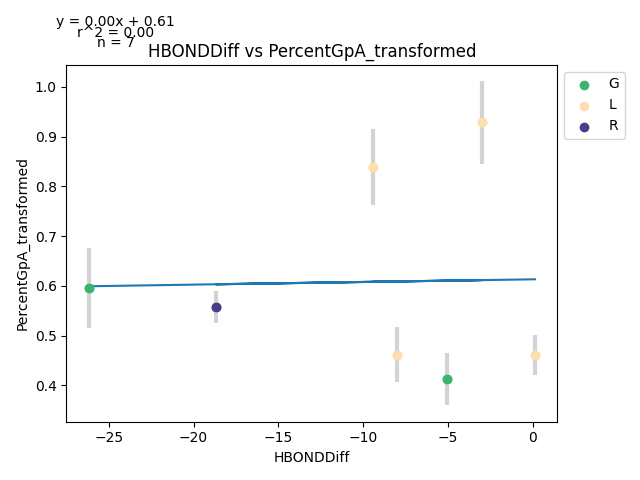 y = 0.00x + 0.61
r^2 = 0.00
n = 7
HBONDDiff vs PercentGpA_transformed
G
L
R
PercentGpA_transformed
1.0
0.9
0.8
0.7
0.6
0.5
0.4
−25
−20
−15
−10
−5
0
HBONDDiff